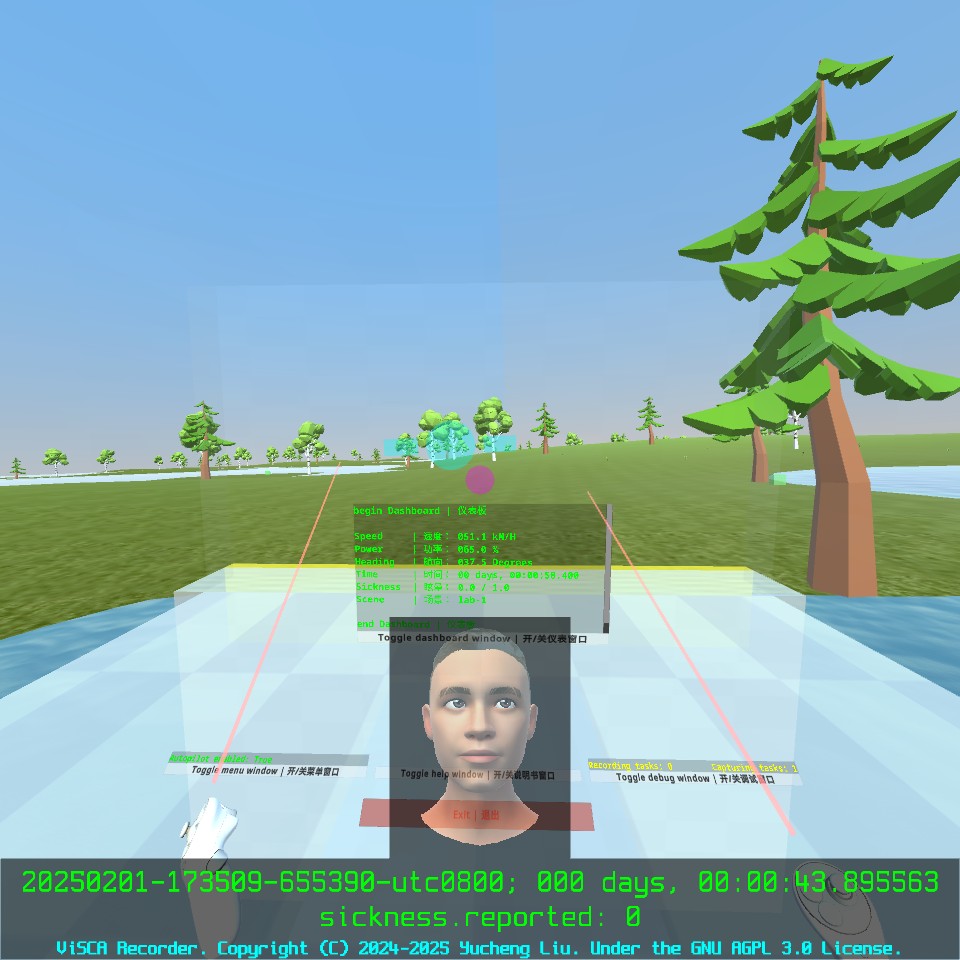 begin Dashboard | 仪表板
Speed | 速度： 051.1 kN/H
Power | 功率： 065.0 %
Heading | 朝向： 037.5 Degrees
Time | 时间： 00 days, 00:00:50.400
Sickness | 眩晕： 0.0 / 1.0
Scene | 场景： lab-1
end Dashboard | 仪表板
Toggle dashboard window | 开/关仪表窗口
Autopilot enabled: True
Toggle menu window | 开/关菜单窗口
Toggle help window | 开/关说明书窗口
Recording tasks: 0 Capturing tasks: 1
Toggle debug window | 开/关调试窗口
Exit | 退出
20250201-173509-655390-utc0800; 000 days, 00:00:43.895563
sickness.reported: 0
ViSCA Recorder. Copyright (C) 2024-2025 Yucheng Liu. Under the GNU AGPL 3.0 License.